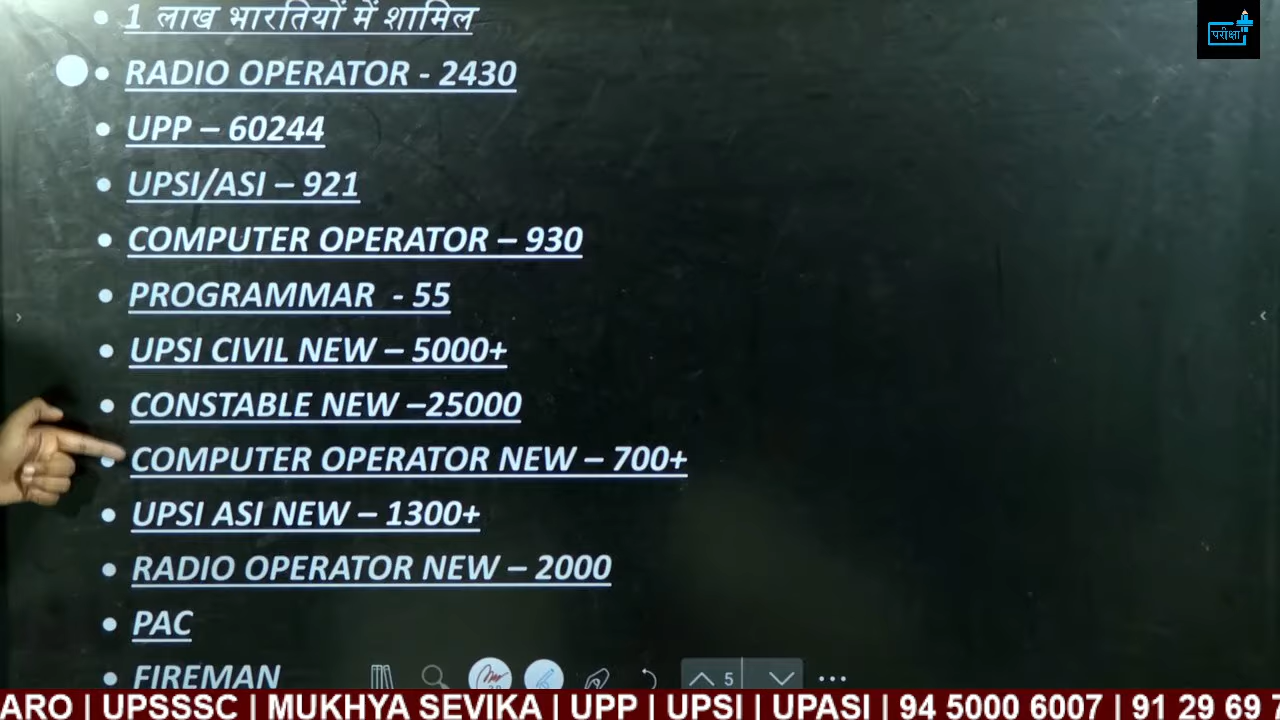 1 लाख भारतियों में शामिल
परीक्षा
RADIO OPERATOR - 2430
UPP – 60244
UPSI/ASI – 921
COMPUTER OPERATOR – 930
PROGRAMMAR - 55
UPSI CIVIL NEW – 5000+
CONSTABLE NEW –25000
COMPUTER OPERATOR NEW – 700+
UPSI ASI NEW – 1300+
RADIO OPERATOR NEW – 2000
PAC
FIREMAN
5
ARO | UPSSSC | MUKHYA SEVIKA | UPP | UPSI | UPASI | 94 5000 6007 | 91 29 69 7